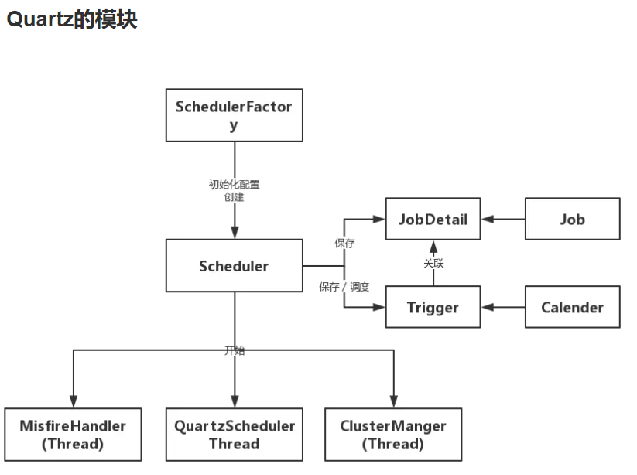 Quartz的模块
SchedulerFactor
y
初始化配置
创建
JobDetail
Job
保存
关联
Scheduler
保存 / 调度
Trigger
Calender
开始
MisfireHandler
(Thread)
QuartzScheduler
Thread
ClusterManger
(Thread)